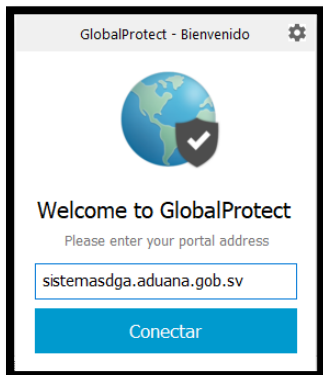 GlobalProtect - Bienvenido
Welcome to GlobalProtect
Please enter your portal address
sistemasdga.aduana.gob.sv
Conectar